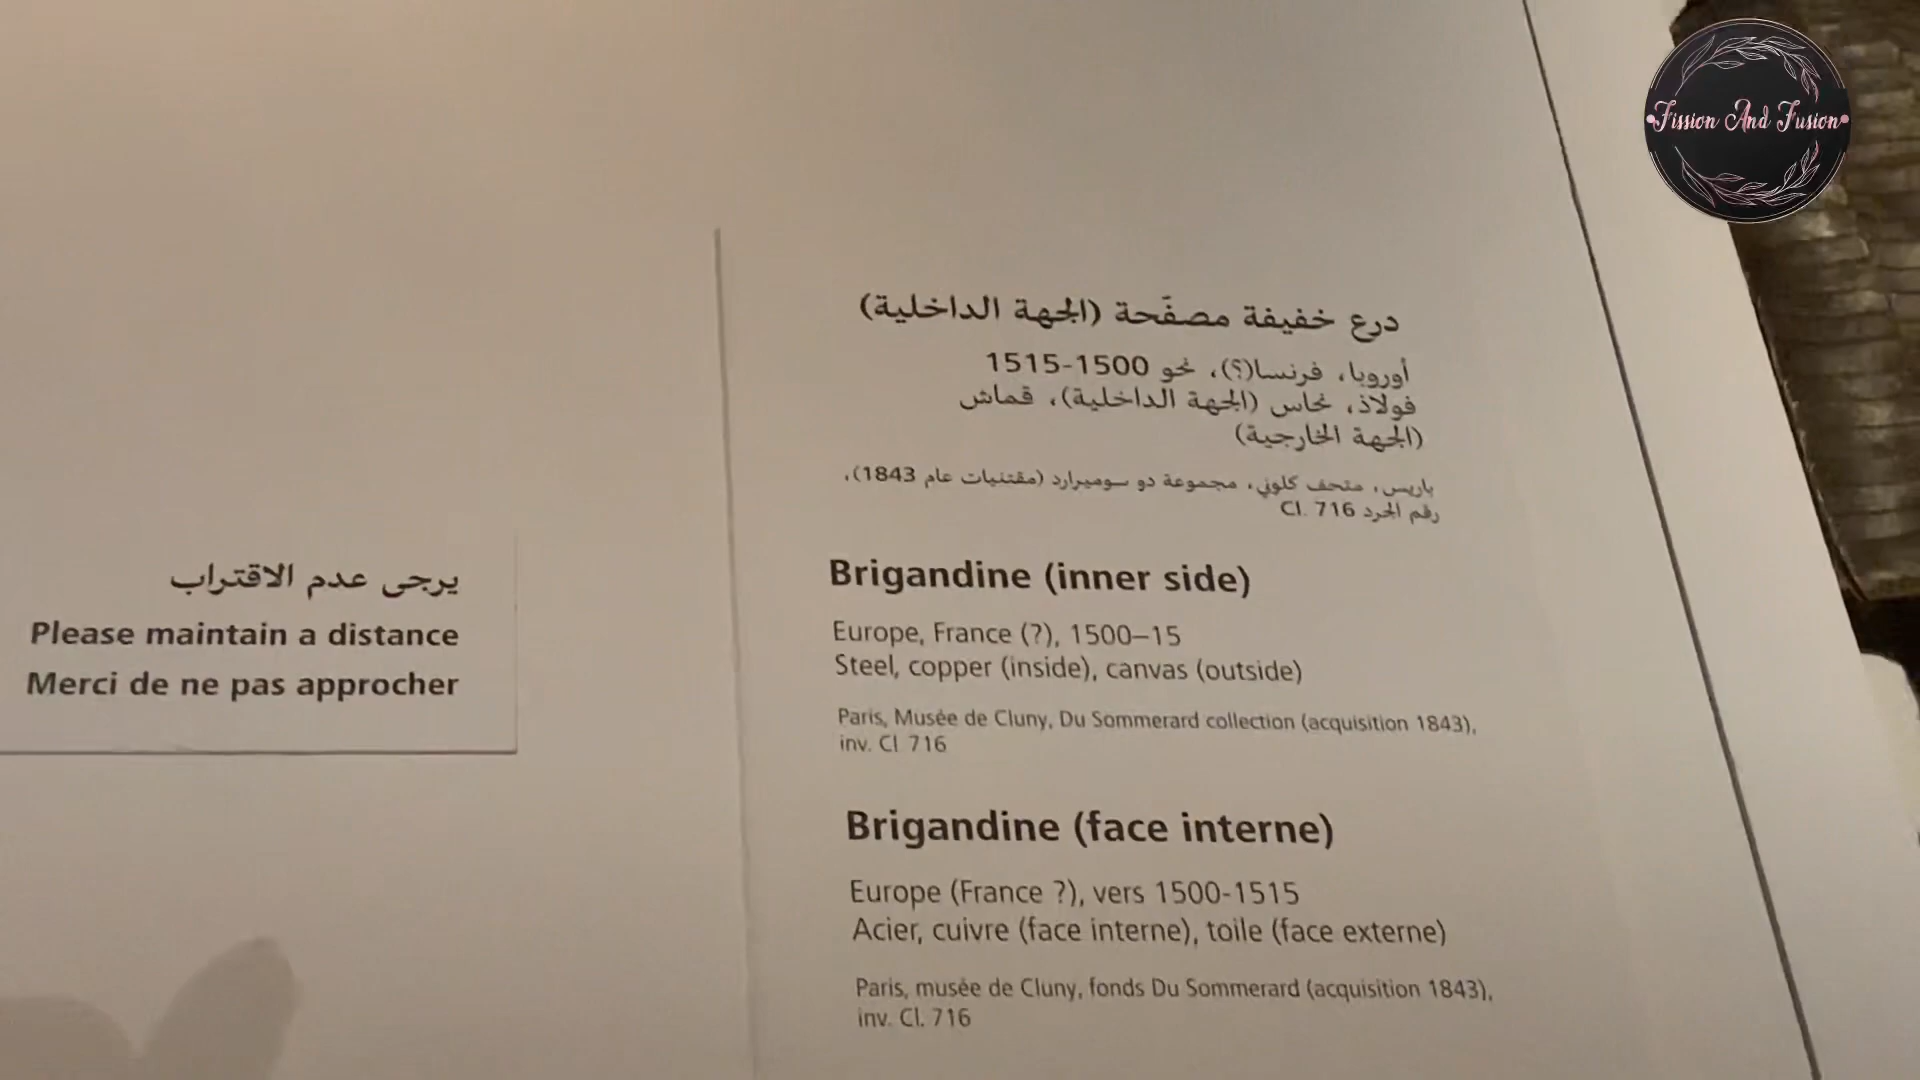 Fission And Fusion
درع خفيفة مصفّحة (الجهة الداخلية)
أوروبا، فرنسا(؟)، نحو 1500-1515
فولاذ، نحاس (الجهة الداخلية)، قماش
(الجهة الخارجية)
باريس، متحف كلوني، مجموعة دو سوميرارد (مقتنيات عام 1843)،
رقم الجرد Cl. 716
Brigandine (inner side)
Europe, France (?), 1500–15
Steel, copper (inside), canvas (outside)
Paris, Musée de Cluny, Du Sommerard collection (acquisition 1843),
inv. Cl 716
Brigandine (face interne)
Europe (France ?), vers 1500-1515
Acier, cuivre (face interne), toile (face externe)
Paris, musée de Cluny, fonds Du Sommerard (acquisition 1843),
inv. Cl. 716
يرجى عدم الاقتراب
Please maintain a distance
Merci de ne pas approcher